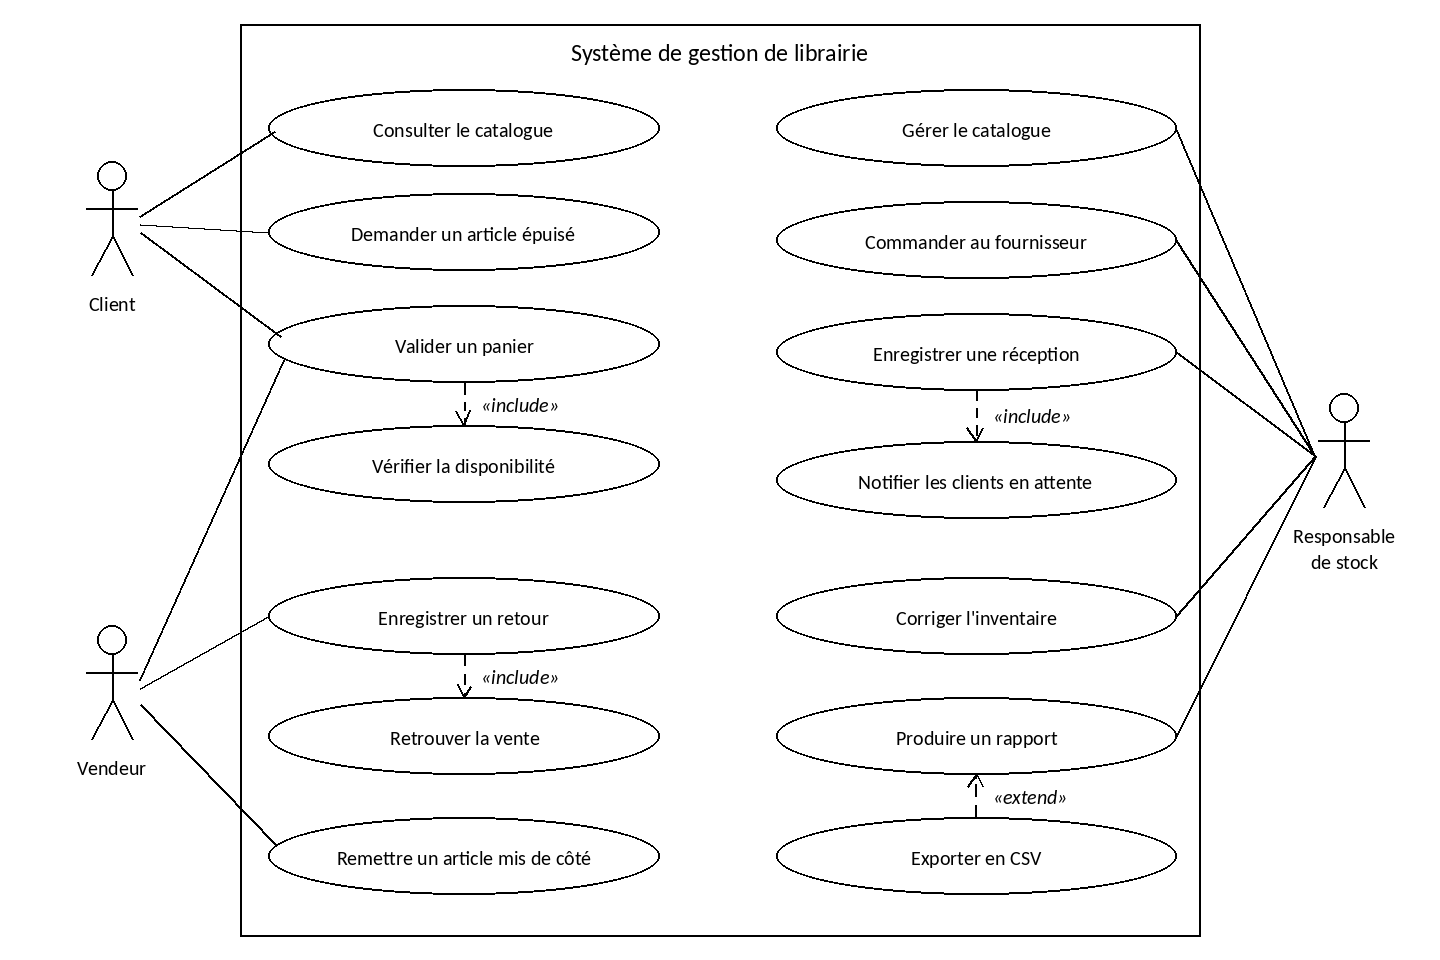 Système de gestion de librairie
Consulter le catalogue
Demander un article épuisé
Client
Valider un panier
«include»
Vérifier la disponibilité
Enregistrer un retour
«include»
Retrouver la vente
Vendeur
Remettre un article mis de côté
Gérer le catalogue
Commander au fournisseur
Enregistrer une réception
«include»
Notifier les clients en attente
Responsable
de stock
Corriger l'inventaire
Produire un rapport
«extend»
Exporter en CSV